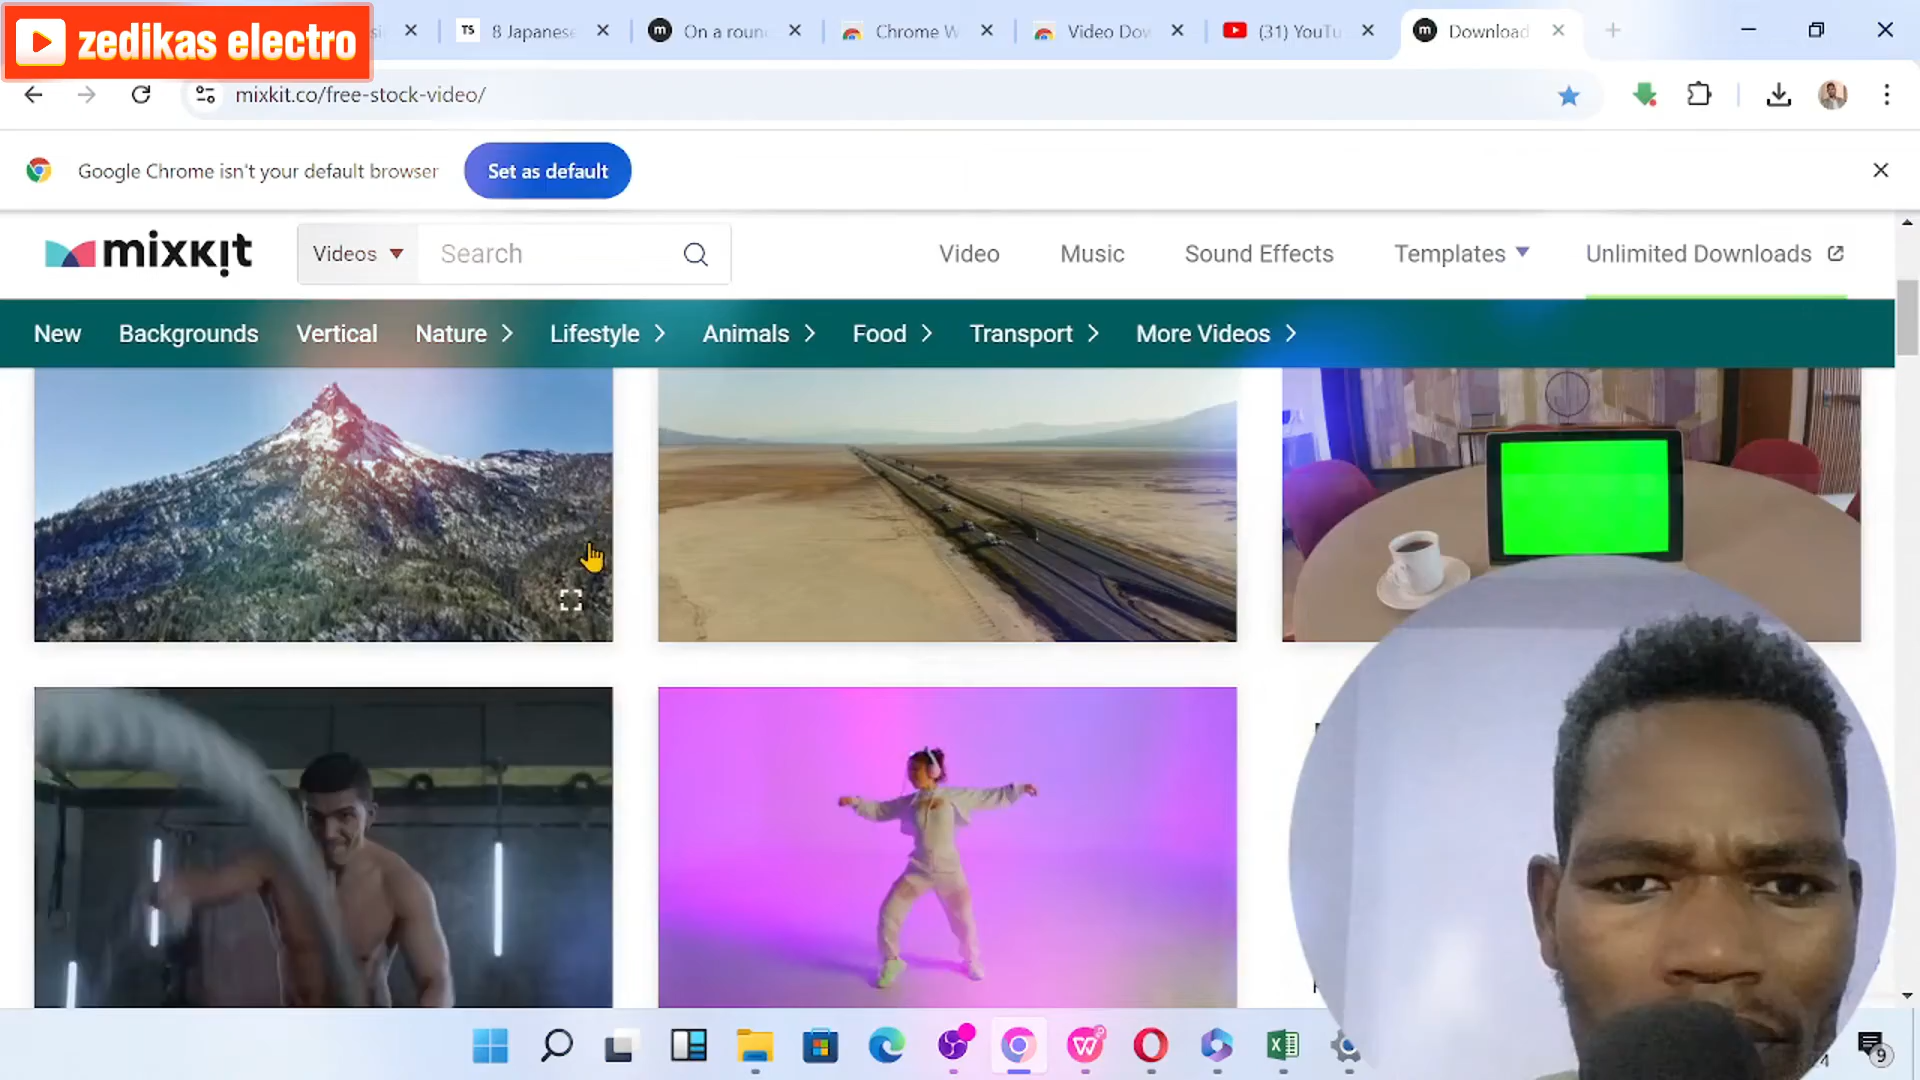 zedikas electro
8 Japanese
On a roun
Chrome W
Video Dow
(31) YouTu
Download
mixkit.co/free-stock-video/
Google Chrome isn't your default browser
Set as default
mixkit
Videos
Search
Video
Music
Sound Effects
Templates
Unlimited Downloads
New
Backgrounds
Vertical
Nature
Lifestyle
Animals
Food
Transport
More Videos
9